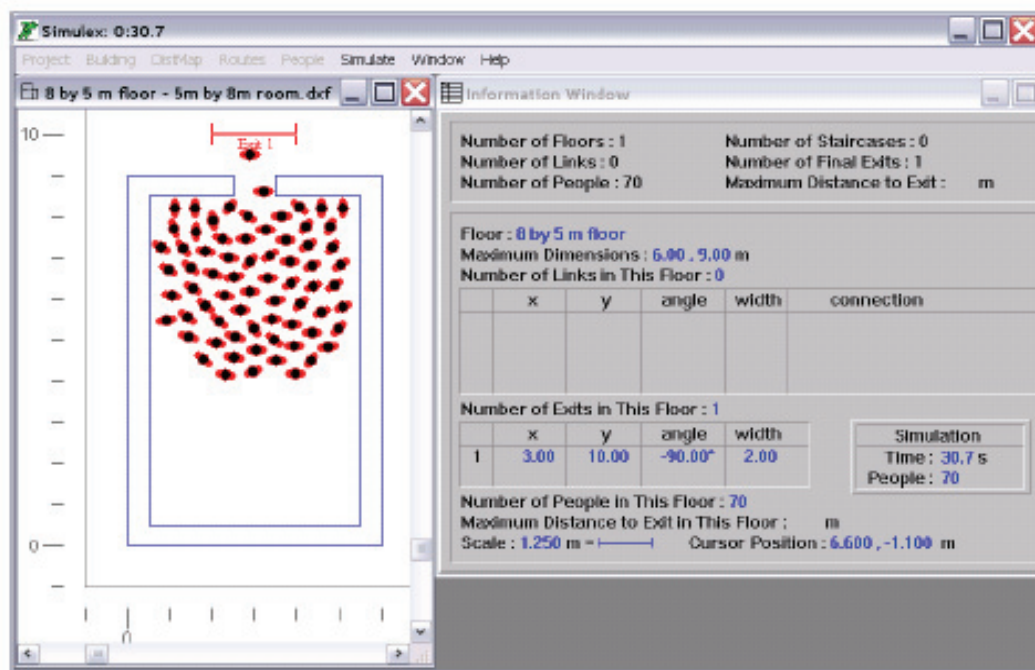 Simulex: 0:30.7
Project Building DistMap Routes People Simulate Window Help
8 by 5 m floor - 5m by 8m room.dxf
Information Window
10
Exit 1
0
0
Number of Floors : 1 Number of Staircases : 0
Number of Links : 0 Number of Final Exits : 1
Number of People : 70 Maximum Distance to Exit : m
Floor : 8 by 5 m floor
Maximum Dimensions : 6.00 , 9.00 m
Number of Links in This Floor : 0
x y angle width connection
Number of Exits in This Floor : 1
x y angle width
1 3.00 10.00 -90.00° 2.00
Simulation
Time : 30.7 s
People : 70
Number of People in This Floor : 70
Maximum Distance to Exit in This Floor : m
Scale : 1.250 m = Cursor Position : 6.600 , -1.100 m